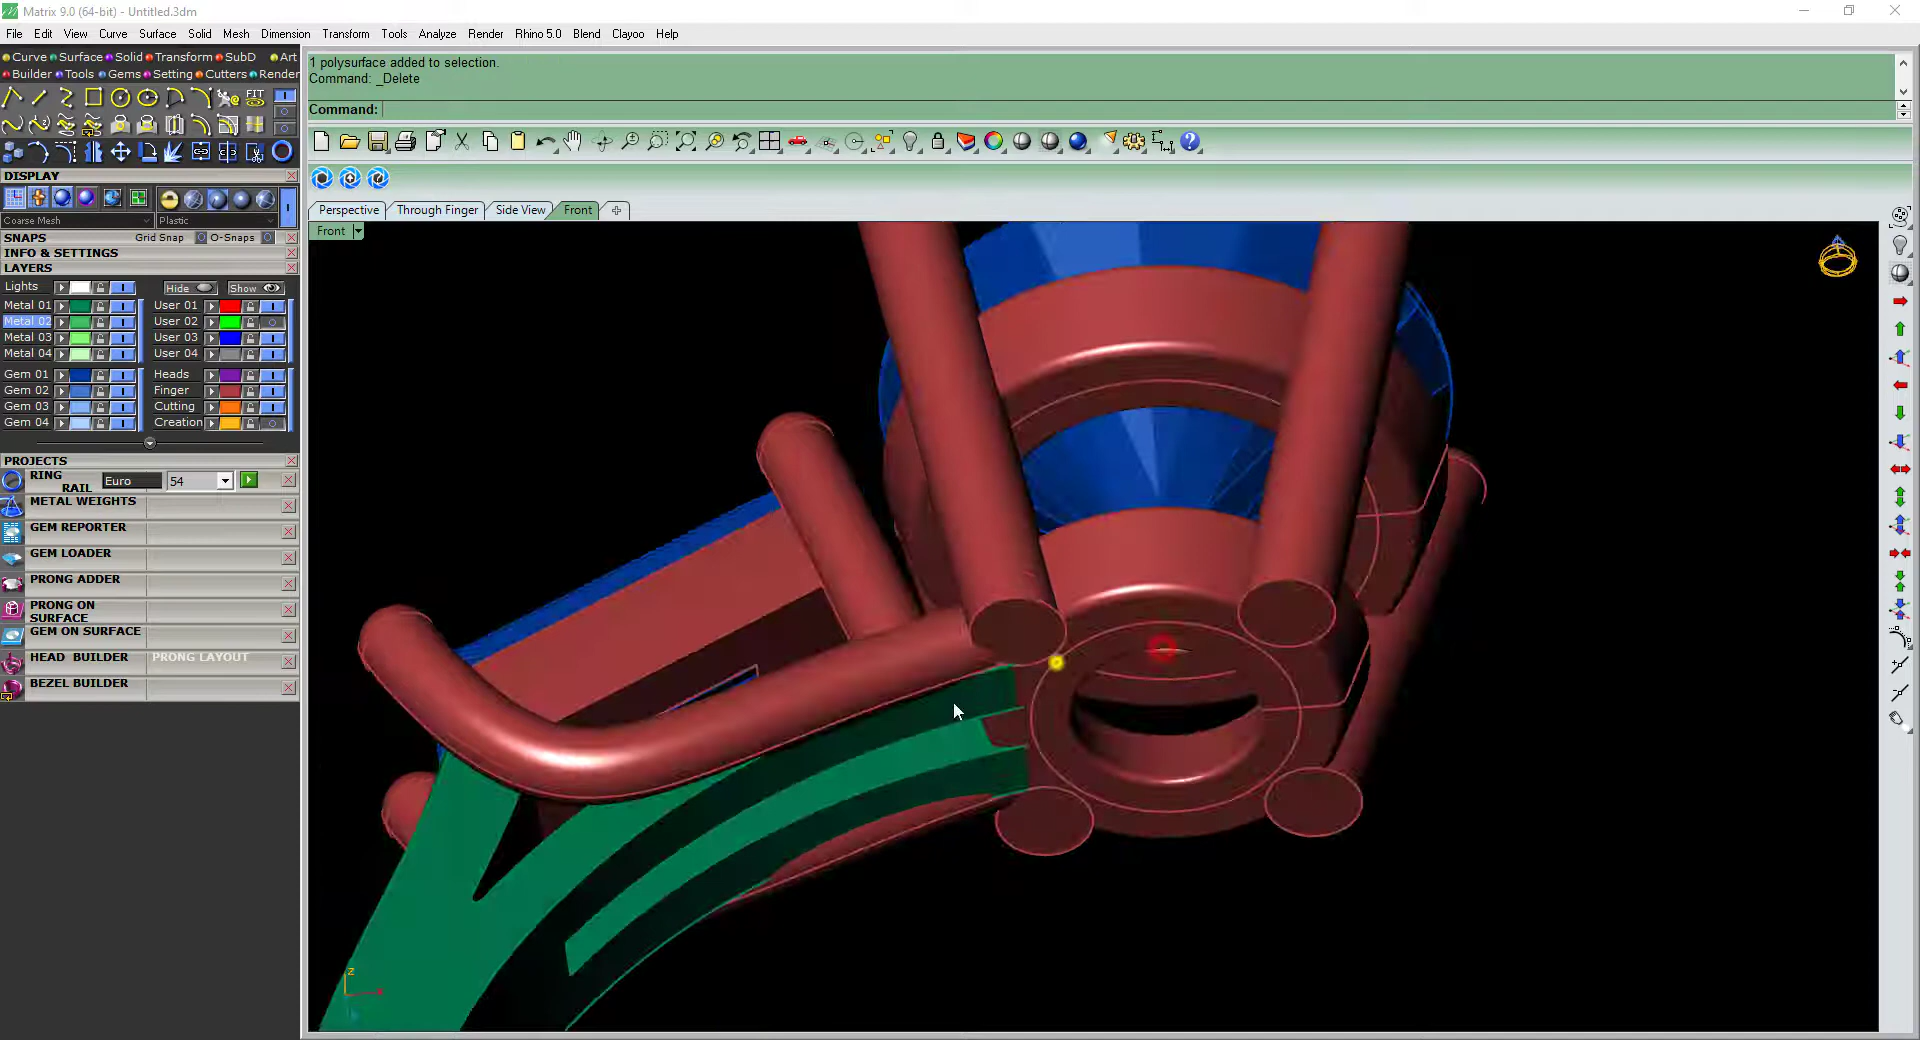 Matrix 9.0 (64-bit) - Untitled.3dm
File Edit View Curve Surface Solid Mesh Dimension Transform Tools Analyze Render Rhino 5.0 Blend Clayoo Help
Curve Surface Solid Transform SubD Art
Builder Tools Gems Setting Cutters Render
1 polysurface added to selection.
Command: _Delete
Command:
FIT
DISPLAY
Coarse Mesh Plastic
SNAPS Grid Snap O-Snaps
INFO & SETTINGS
LAYERS
Lights Hide Show
Metal 01 User 01
Metal 02 User 02
Metal 03 User 03
Metal 04 User 04
Gem 01 Heads
Gem 02 Finger
Gem 03 Cutting
Gem 04 Creation
PROJECTS
RING RAIL Euro 54
METAL WEIGHTS
GEM REPORTER
GEM LOADER
PRONG ADDER
PRONG ON
SURFACE
GEM ON SURFACE
HEAD BUILDER PRONG LAYOUT
BEZEL BUILDER
Perspective Through Finger Side View Front
Front
z